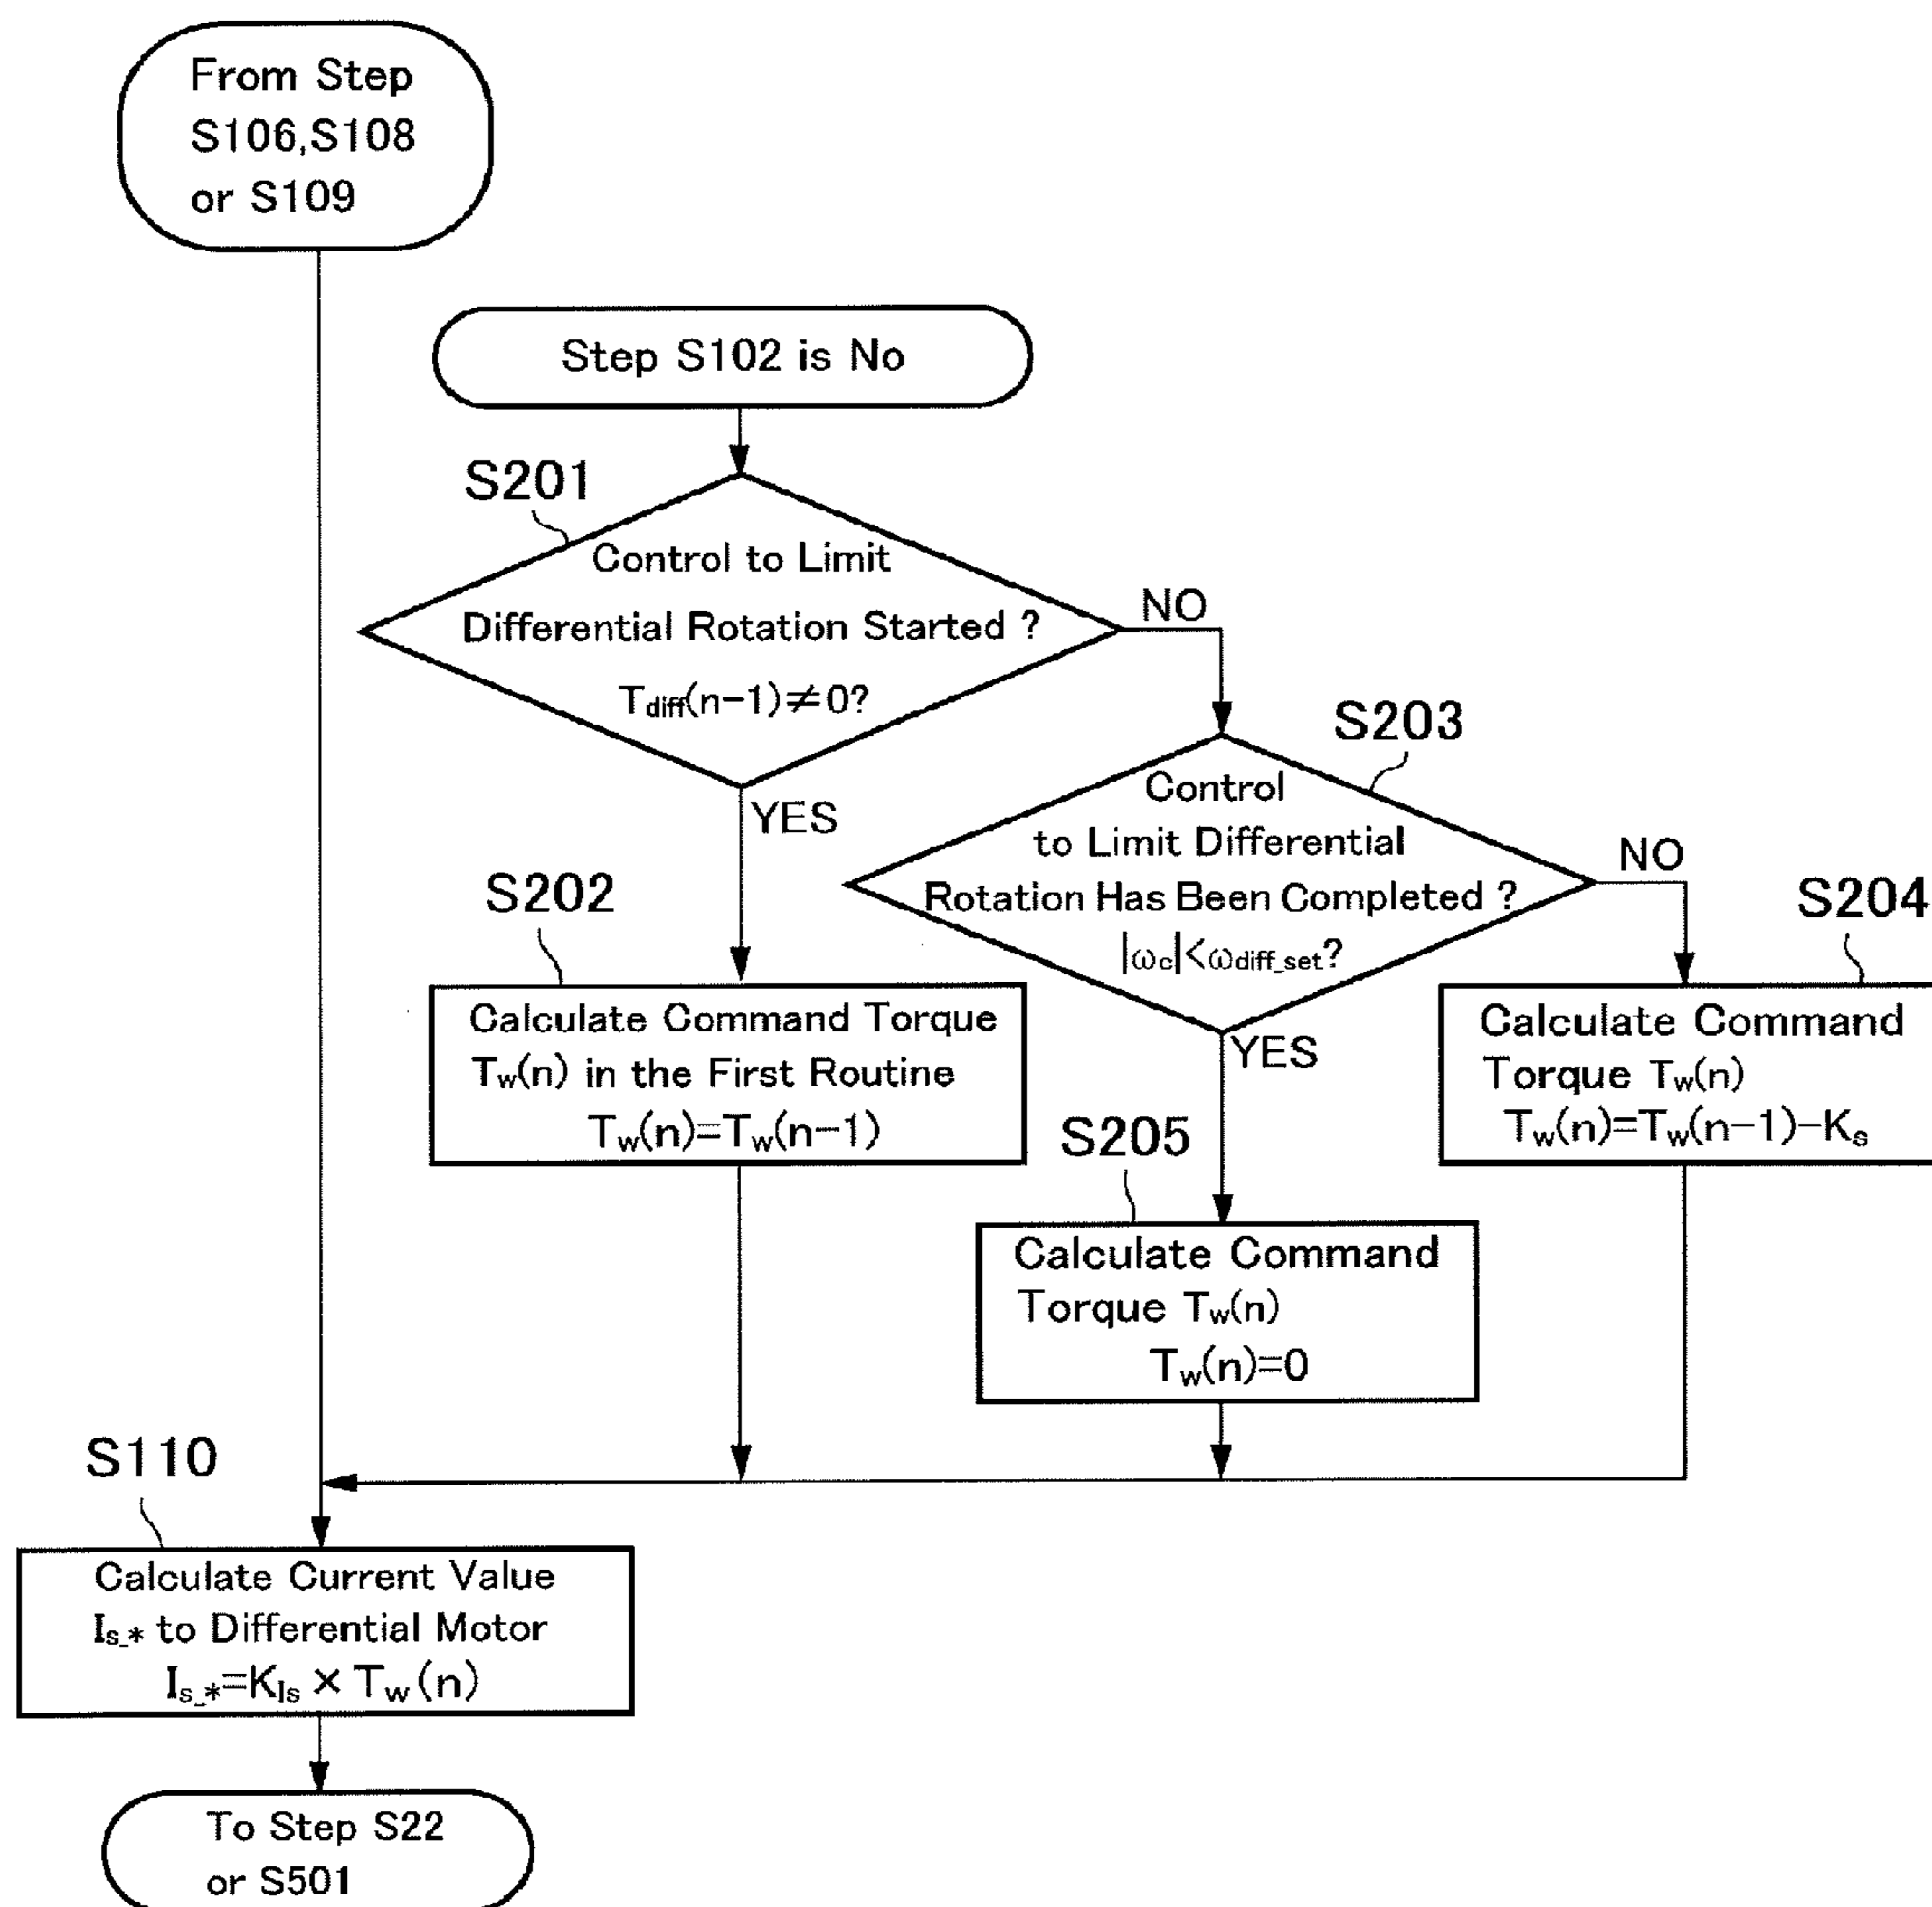 From Step
S106,S108
or S109
Step S102 is No
S201
Control to Limit
Differential Rotation Started ?
Tdiff(n-1)≠0?
NO
YES
S203
Control
to Limit Differential
Rotation Has Been Completed ?
|ωc|<ωdiff_set?
NO
YES
S202
Calculate Command Torque
Tw(n) in the First Routine
Tw(n)=Tw(n-1)
S204
Calculate Command
Torque Tw(n)
Tw(n)=Tw(n-1)-Ks
S205
Calculate Command
Torque Tw(n)
Tw(n)=0
S110
Calculate Current Value
Is_* to Differential Motor
Is_*=KIs × Tw(n)
To Step S22
or S501